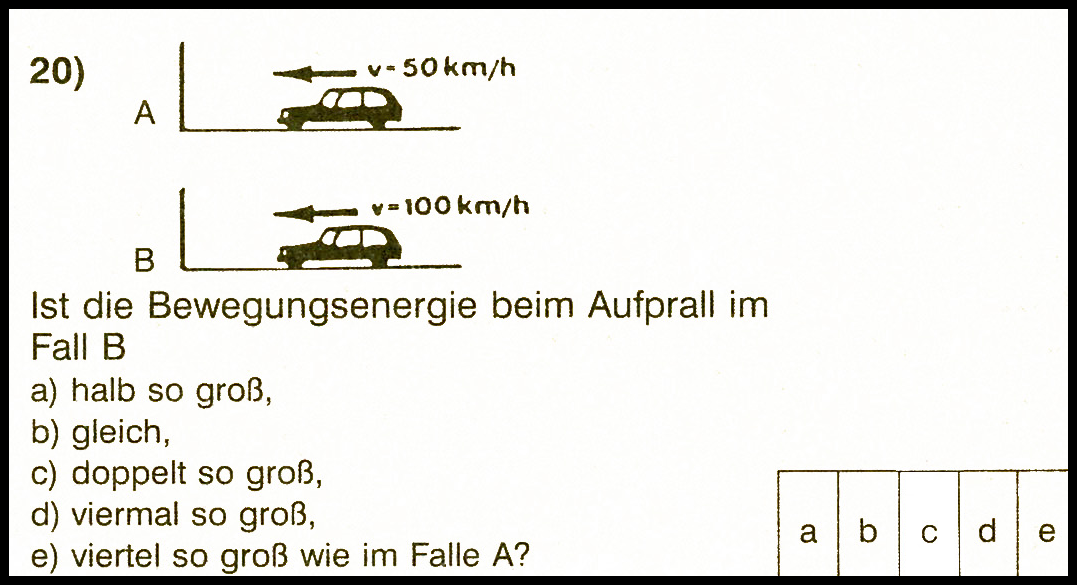 20)
v=50 km/h
A
v=100 km/h
B
Ist die Bewegungsenergie beim Aufprall im
Fall B
a) halb so groß,
b) gleich,
c) doppelt so groß,
d) viermal so groß,
e) viertel so groß wie im Falle A?
a b c d e